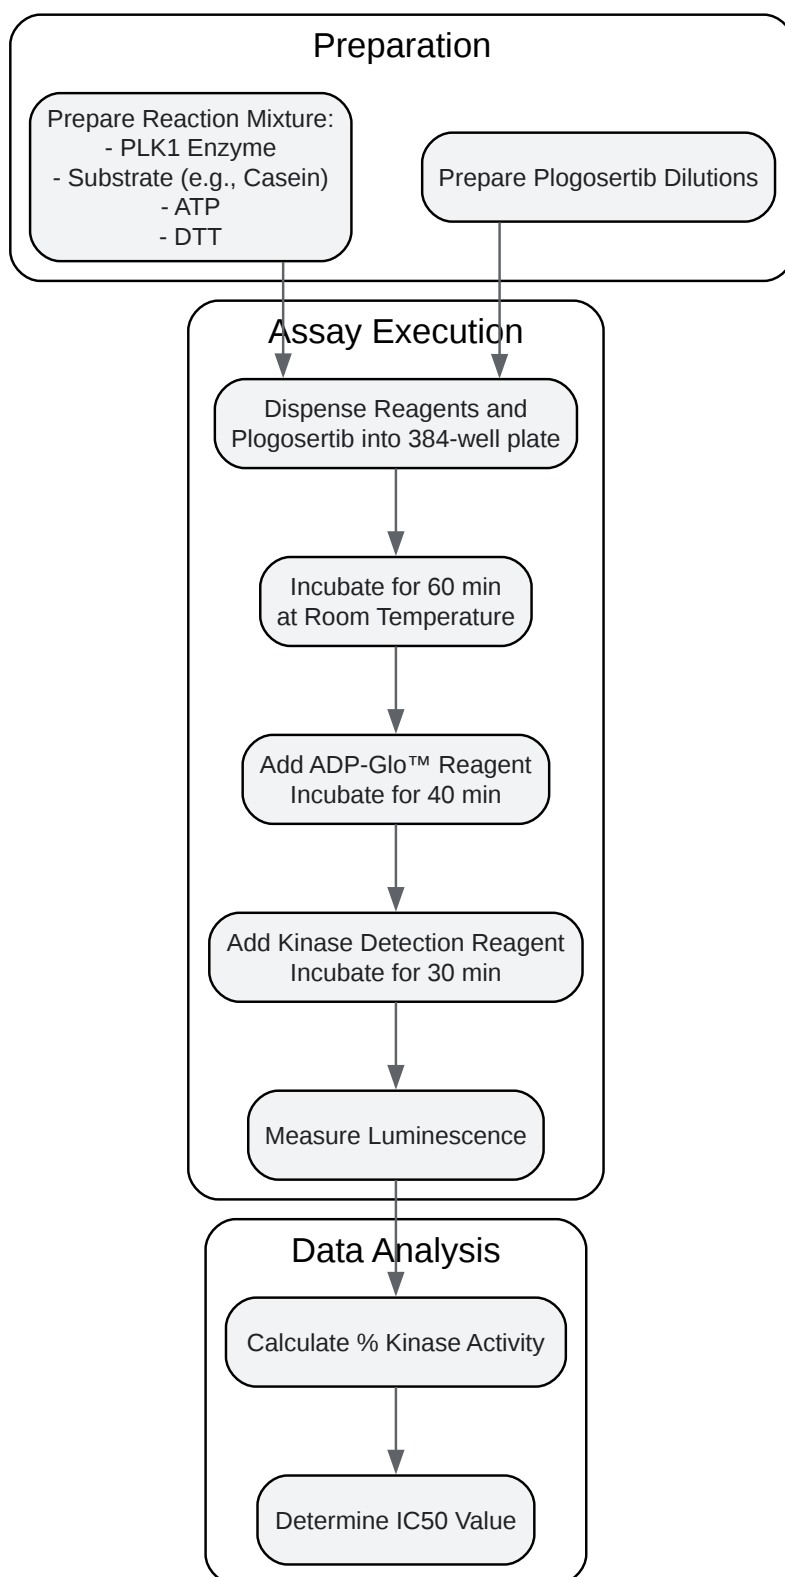 Preparation
Prepare Reaction Mixture:
- PLK1 Enzyme
- Substrate (e.g., Casein)
- ATP
- DTT
Prepare Plogosertib Dilutions
Assay Execution
Dispense Reagents and
Plogosertib into 384-well plate
Incubate for 60 min
at Room Temperature
Add ADP-Glo™ Reagent
Incubate for 40 min
Add Kinase Detection Reagent
Incubate for 30 min
Measure Luminescence
Data Analysis
Calculate % Kinase Activity
Determine IC50 Value